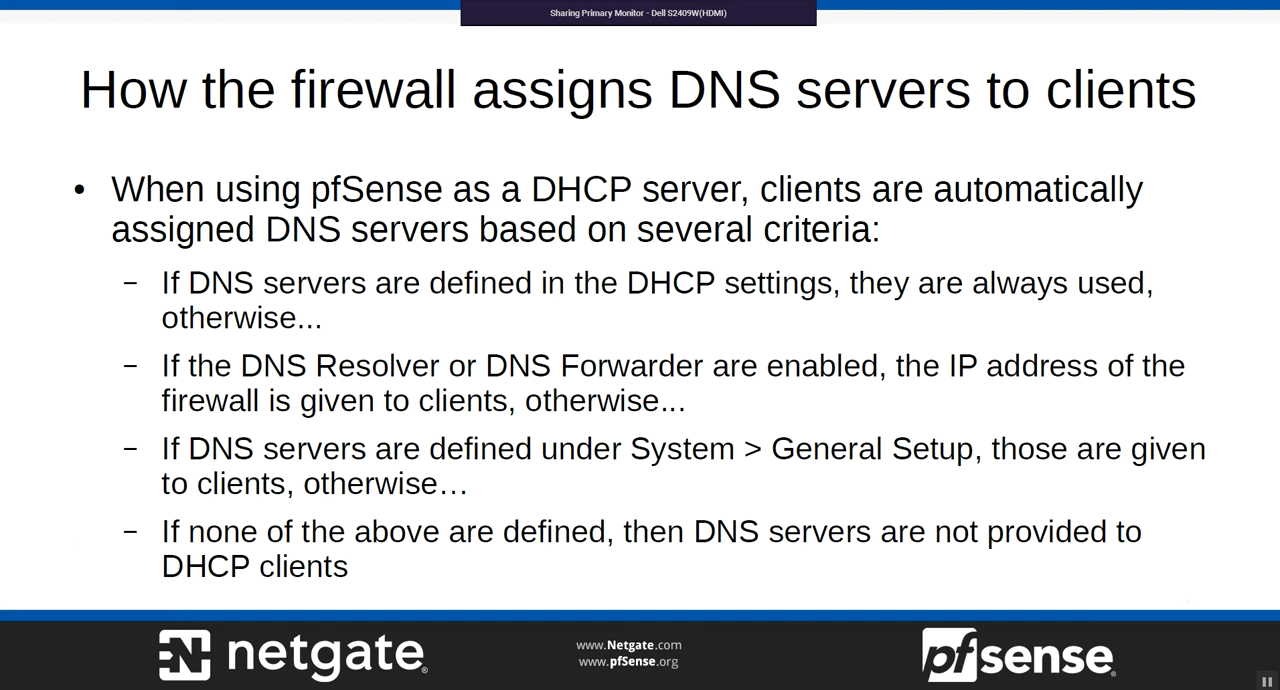 Sharing Primary Monitor - Dell S2409W(HDMI)
How the firewall assigns DNS servers to clients
• When using pfSense as a DHCP server, clients are automatically
assigned DNS servers based on several criteria:
– If DNS servers are defined in the DHCP settings, they are always used,
otherwise...
– If the DNS Resolver or DNS Forwarder are enabled, the IP address of the
firewall is given to clients, otherwise...
– If DNS servers are defined under System > General Setup, those are given
to clients, otherwise…
– If none of the above are defined, then DNS servers are not provided to
DHCP clients
N netgate®
www.Netgate.com
www.pfSense.org
pfsense®